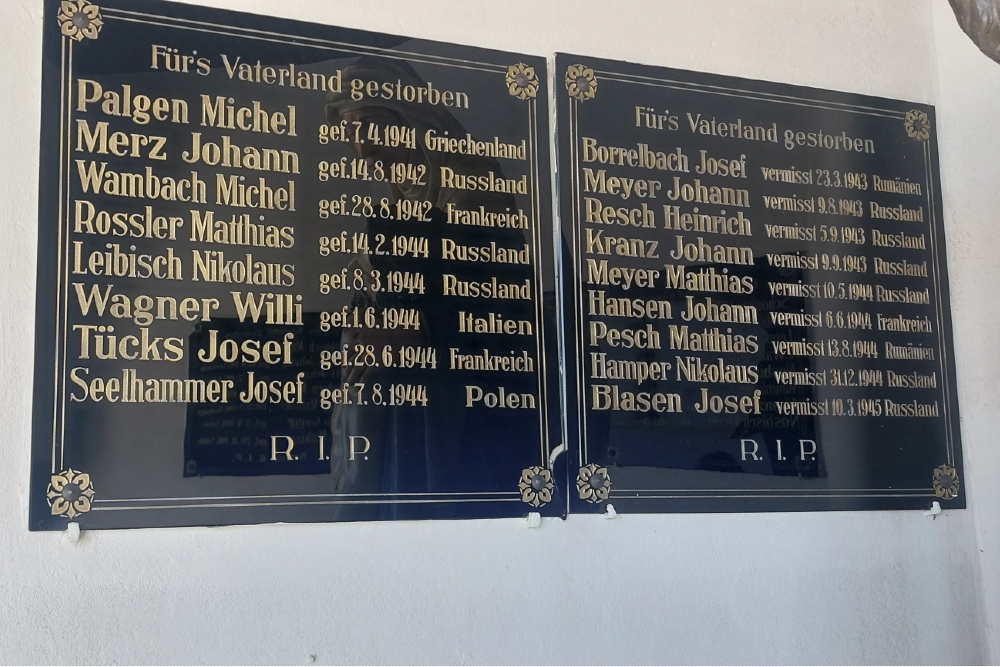 Für's Vaterland gestorben
Palgen Michel gef. 7.4.1941 Griechenland
Merz Johann gef. 14.8.1942 Russland
Wambach Michel gef. 28.8.1942 Frankreich
Rossler Matthias gef. 14.2.1944 Russland
Leibisch Nikolaus gef. 8.3.1944 Russland
Wagner Willi gef. 1.6.1944 Italien
Tücks Josef gef. 28.6.1944 Frankreich
Seelhammer Josef gef. 7.8.1944 Polen
R. I. P.
Für's Vaterland gestorben
Borrelbach Josef vermisst 23.3.1943 Rumänien
Meyer Johann vermisst 9.8.1943 Russland
Resch Heinrich vermisst 5.9.1943 Russland
Kranz Johann vermisst 9.9.1943 Russland
Meyer Matthias vermisst 10.5.1944 Russland
Hansen Johann vermisst 6.6.1944 Frankreich
Pesch Matthias vermisst 13.8.1944 Rumänien
Hamper Nikolaus vermisst 31.12.1944 Russland
Blasen Josef vermisst 10.3.1945 Russland
R. I. P.